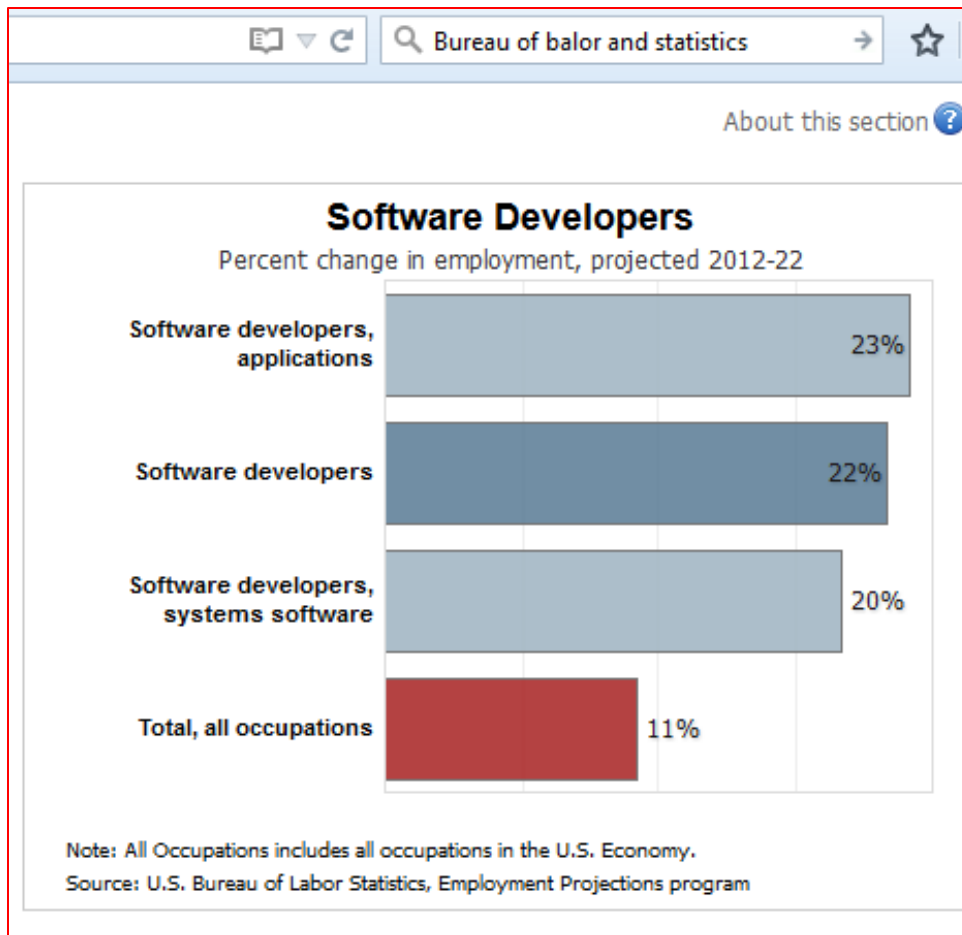 Bureau of balor and statistics
About this section ?
Software Developers
Percent change in employment, projected 2012-22
Software developers,
applications
23%
Software developers
22%
Software developers,
systems software
20%
Total, all occupations
11%
Note: All Occupations includes all occupations in the U.S. Economy.
Source: U.S. Bureau of Labor Statistics, Employment Projections program